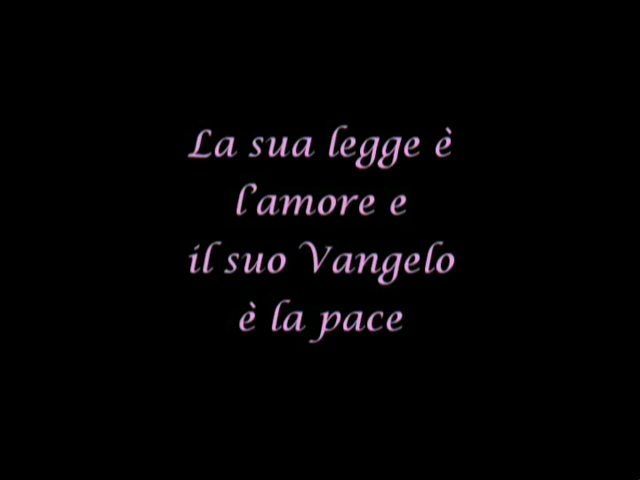 La sua legge è
l'amore e
il suo Vangelo
è la pace